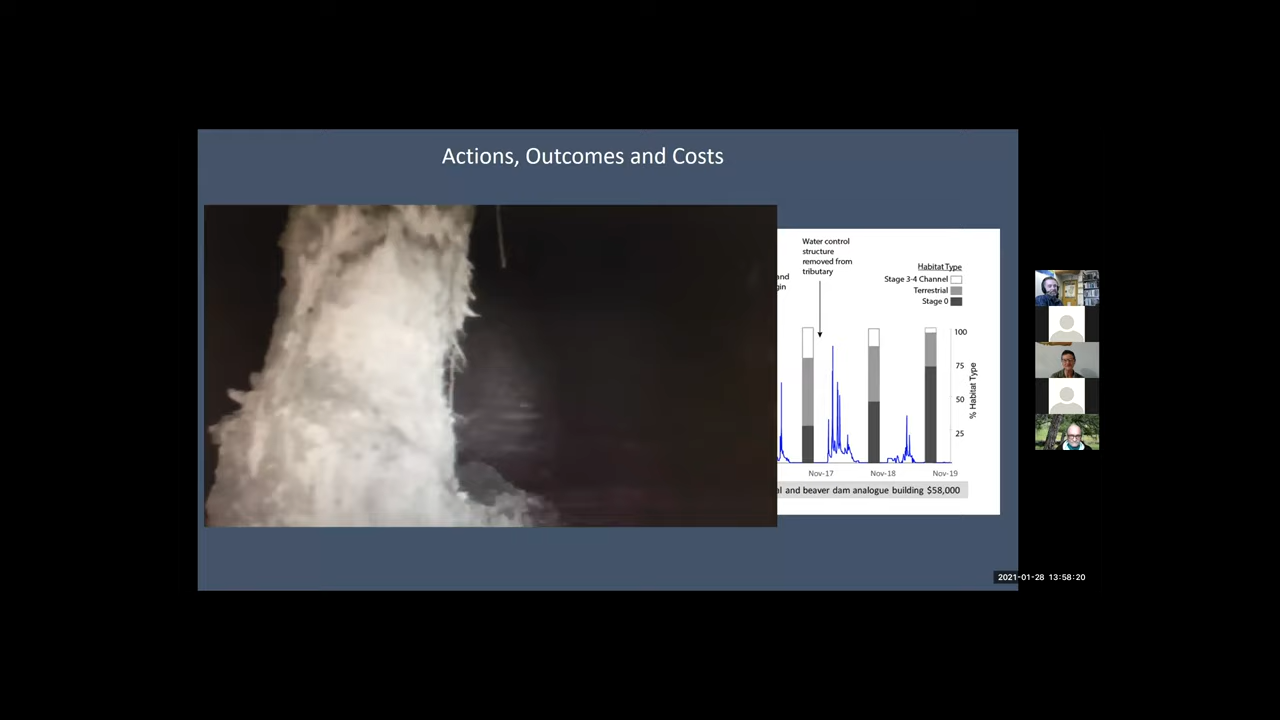 Actions, Outcomes and Costs
Water control
structure
removed from
tributary
and
gin
Habitat Type
Stage 3-4 Channel
Terrestrial
Stage 0
100
75
50
25
% Habitat Type
Nov-17
Nov-18
Nov-19
al and beaver dam analogue building $58,000
2021-01-28 13:58:20